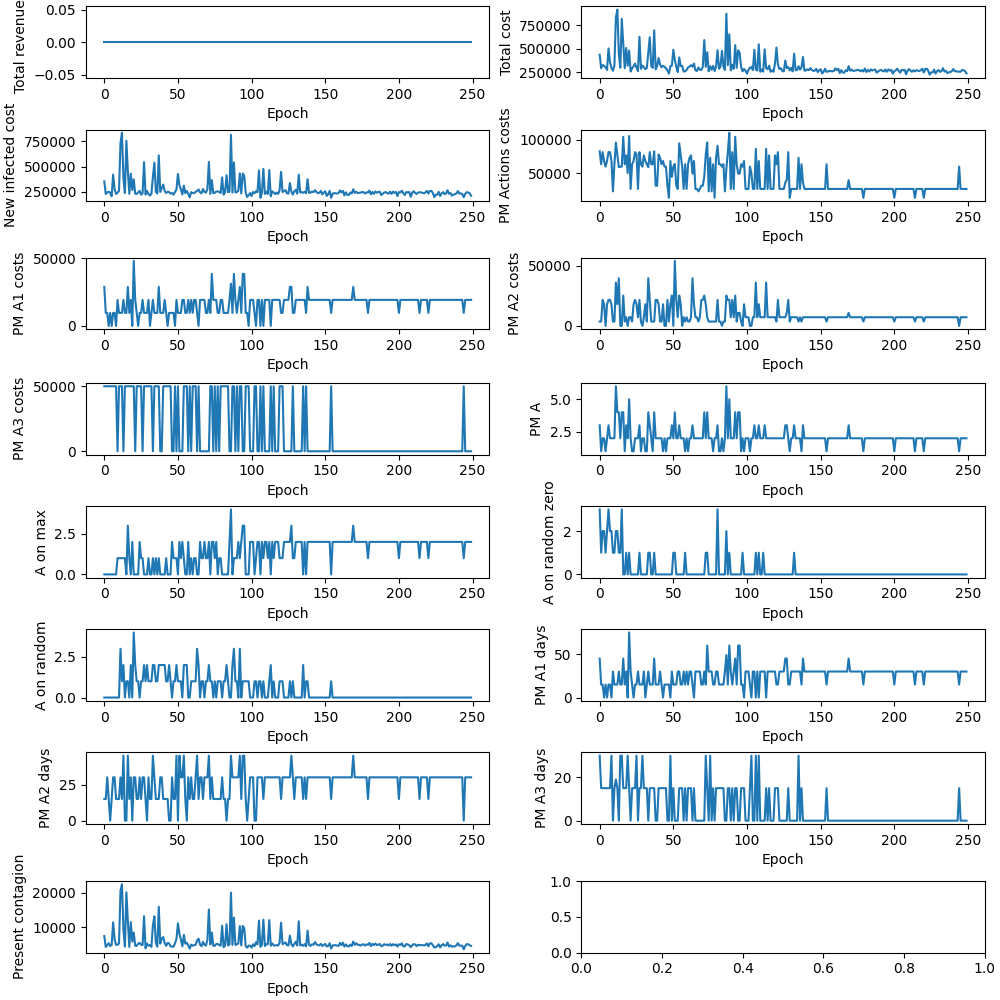 Total revenue
0.05
0.00
−0.05
0 50 100 150 200 250
Epoch
Total cost
750000
500000
250000
0 50 100 150 200 250
Epoch
New infected cost
750000
500000
250000
0 50 100 150 200 250
Epoch
PM Actions costs
100000
50000
0 50 100 150 200 250
Epoch
PM A1 costs
50000
0
0 50 100 150 200 250
Epoch
PM A2 costs
50000
0
0 50 100 150 200 250
Epoch
PM A3 costs
50000
0
0 50 100 150 200 250
Epoch
PM A
5.0
2.5
0 50 100 150 200 250
Epoch
A on max
2.5
0.0
0 50 100 150 200 250
Epoch
A on random zero
2
0
0 50 100 150 200 250
Epoch
A on random
2.5
0.0
0 50 100 150 200 250
Epoch
PM A1 days
50
0
0 50 100 150 200 250
Epoch
PM A2 days
25
0
0 50 100 150 200 250
Epoch
PM A3 days
20
0
0 50 100 150 200 250
Epoch
Present contagion
20000
10000
0 50 100 150 200 250
Epoch
1.0
0.5
0.0
0.0 0.2 0.4 0.6 0.8 1.0